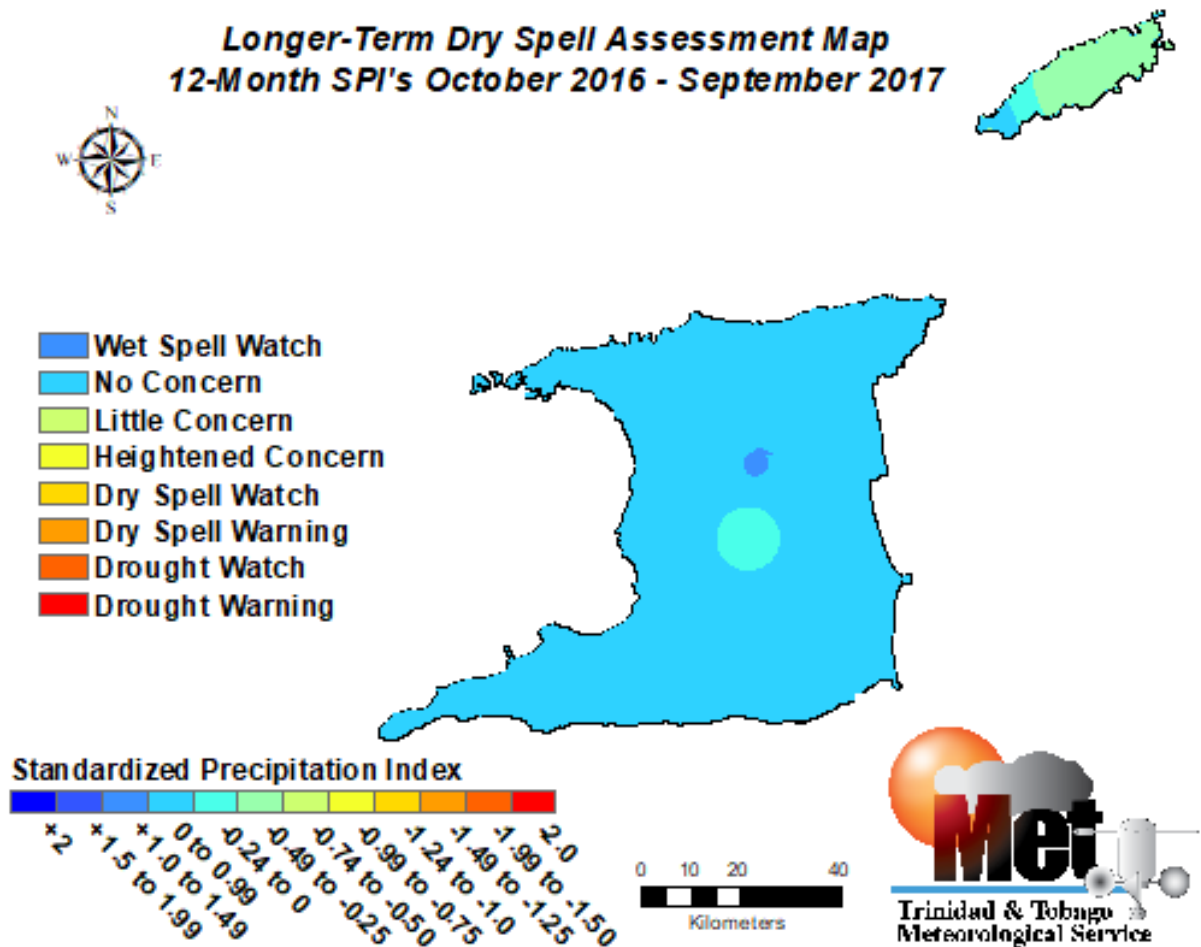 Longer-Term Dry Spell Assessment Map
12-Month SPI's October 2016 - September 2017
N
W E
S
Wet Spell Watch
No Concern
Little Concern
Heightened Concern
Dry Spell Watch
Dry Spell Warning
Drought Watch
Drought Warning
Standardized Precipitation Index
+2
+1.5 to 1.99
+1.0 to 1.49
0 to 0.99
-0.24 to 0
-0.49 to -0.25
-0.74 to -0.50
-0.99 to -0.75
-1.24 to -1.0
-1.49 to -1.25
-1.99 to -1.50
-2.0
0 10 20 40
Kilometers
Met
Trinidad & Tobago
Meteorological Service